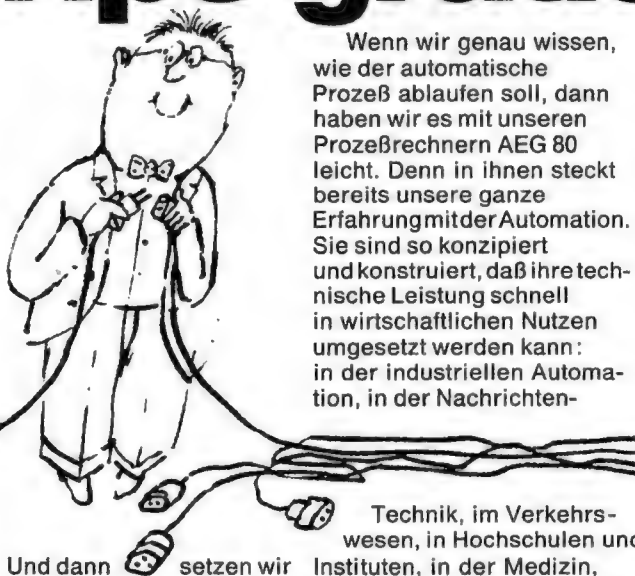 Wenn wir genau wissen,
wie der automatische
Prozeß ablaufen soll, dann
haben wir es mit unseren
Prozeßrechnern AEG 80
leicht. Denn in ihnen steckt
bereits unsere ganze
Erfahrung mit der Automation.
Sie sind so konzipiert
und konstruiert, daß ihre tech-
nische Leistung schnell
in wirtschaftlichen Nutzen
umgesetzt werden kann:
in der industriellen Automa-
tion, in der Nachrichten-
Technik, im Verkehrs-
wesen, in Hochschulen und
Instituten, in der Medizin,
Und dann setzen wir